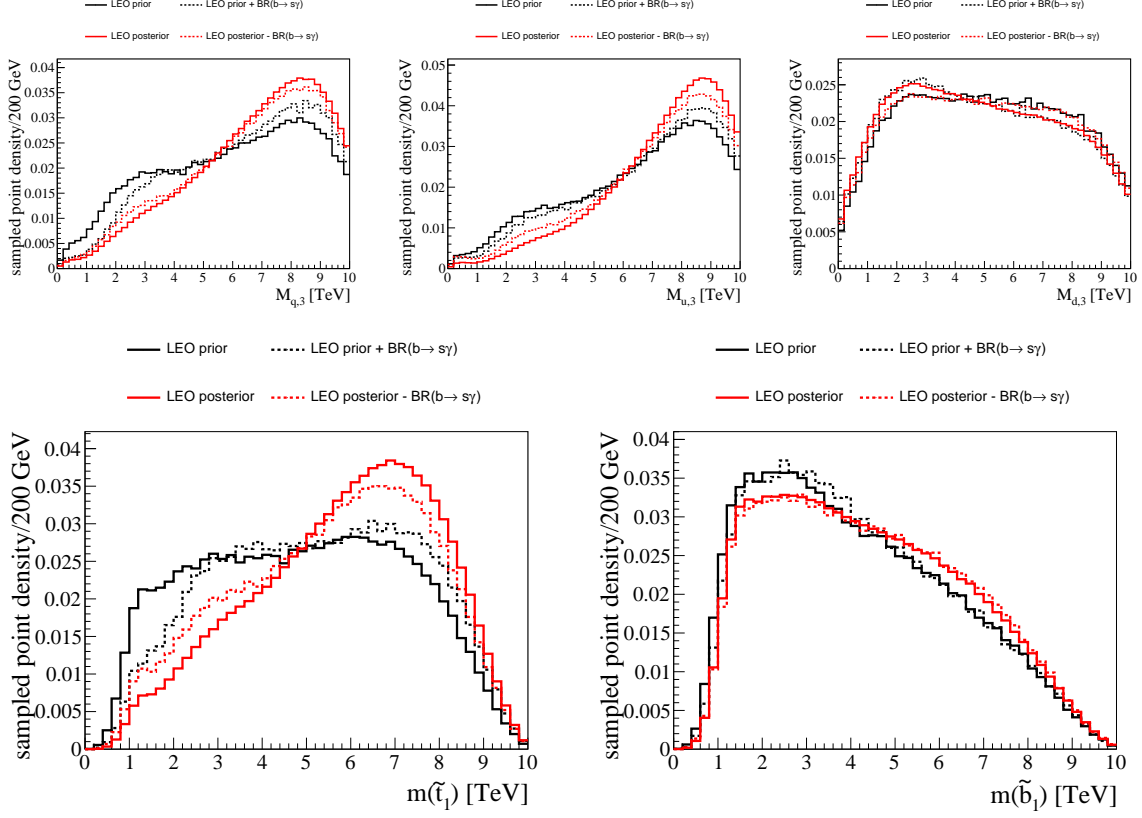 LEO prior LEO prior + BR(b→ sγ)
LEO posterior LEO posterior - BR(b→ sγ)
sampled point density/200 GeV
0.04
0.035
0.03
0.025
0.02
0.015
0.01
0.005
0
0 1 2 3 4 5 6 7 8 9 10
M_{q,3} [TeV]
LEO prior LEO prior + BR(b→ sγ)
LEO posterior LEO posterior - BR(b→ sγ)
sampled point density/200 GeV
0.05
0.04
0.03
0.02
0.01
0
0 1 2 3 4 5 6 7 8 9 10
M_{u,3} [TeV]
LEO prior LEO prior + BR(b→ sγ)
LEO posterior LEO posterior - BR(b→ sγ)
sampled point density/200 GeV
0.025
0.02
0.015
0.01
0.005
0
0 1 2 3 4 5 6 7 8 9 10
M_{d,3} [TeV]
LEO prior LEO prior + BR(b→ sγ)
LEO posterior LEO posterior - BR(b→ sγ)
sampled point density/200 GeV
0.04
0.035
0.03
0.025
0.02
0.015
0.01
0.005
0
0 1 2 3 4 5 6 7 8 9 10
m(t̃₁) [TeV]
LEO prior LEO prior + BR(b→ sγ)
LEO posterior LEO posterior - BR(b→ sγ)
sampled point density/200 GeV
0.04
0.035
0.03
0.025
0.02
0.015
0.01
0.005
0
0 1 2 3 4 5 6 7 8 9 10
m(b̃₁) [TeV]